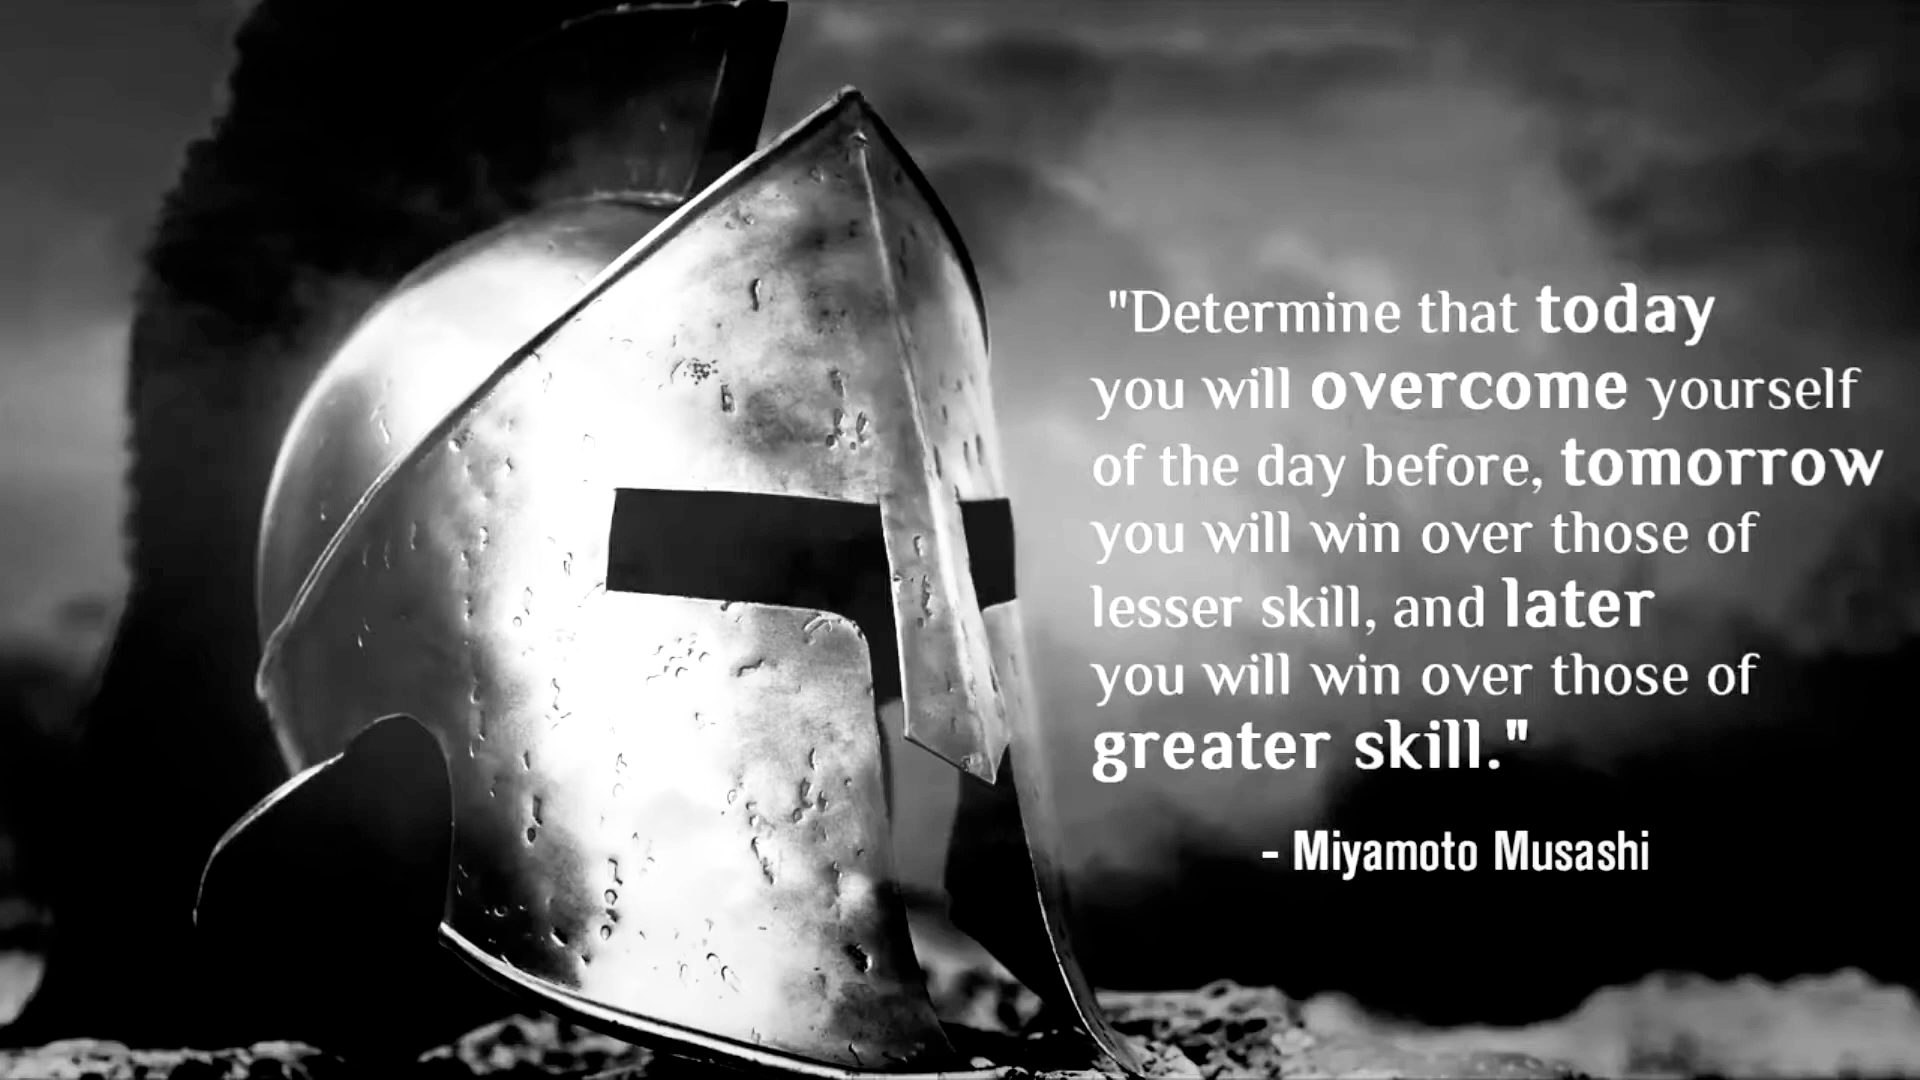 "Determine that today
you will overcome yourself
of the day before, tomorrow
you will win over those of
lesser skill, and later
you will win over those of
greater skill."
- Miyamoto Musashi